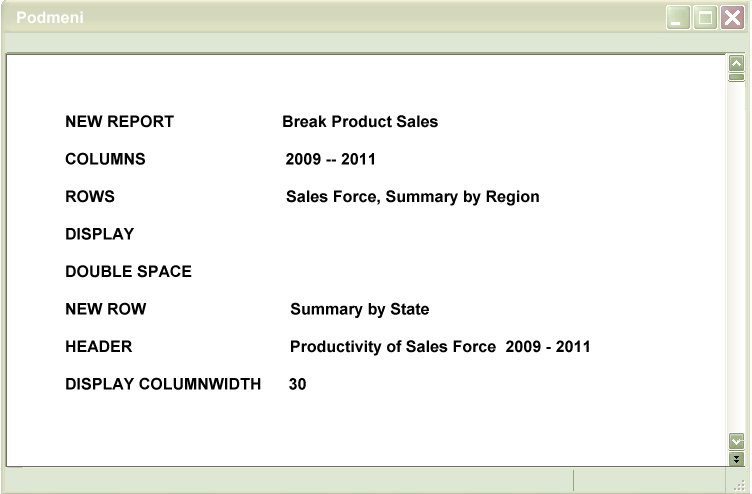 Podmeni
NEW REPORT Break Product Sales
COLUMNS 2009 -- 2011
ROWS Sales Force, Summary by Region
DISPLAY
DOUBLE SPACE
NEW ROW Summary by State
HEADER Productivity of Sales Force 2009 - 2011
DISPLAY COLUMNWIDTH 30